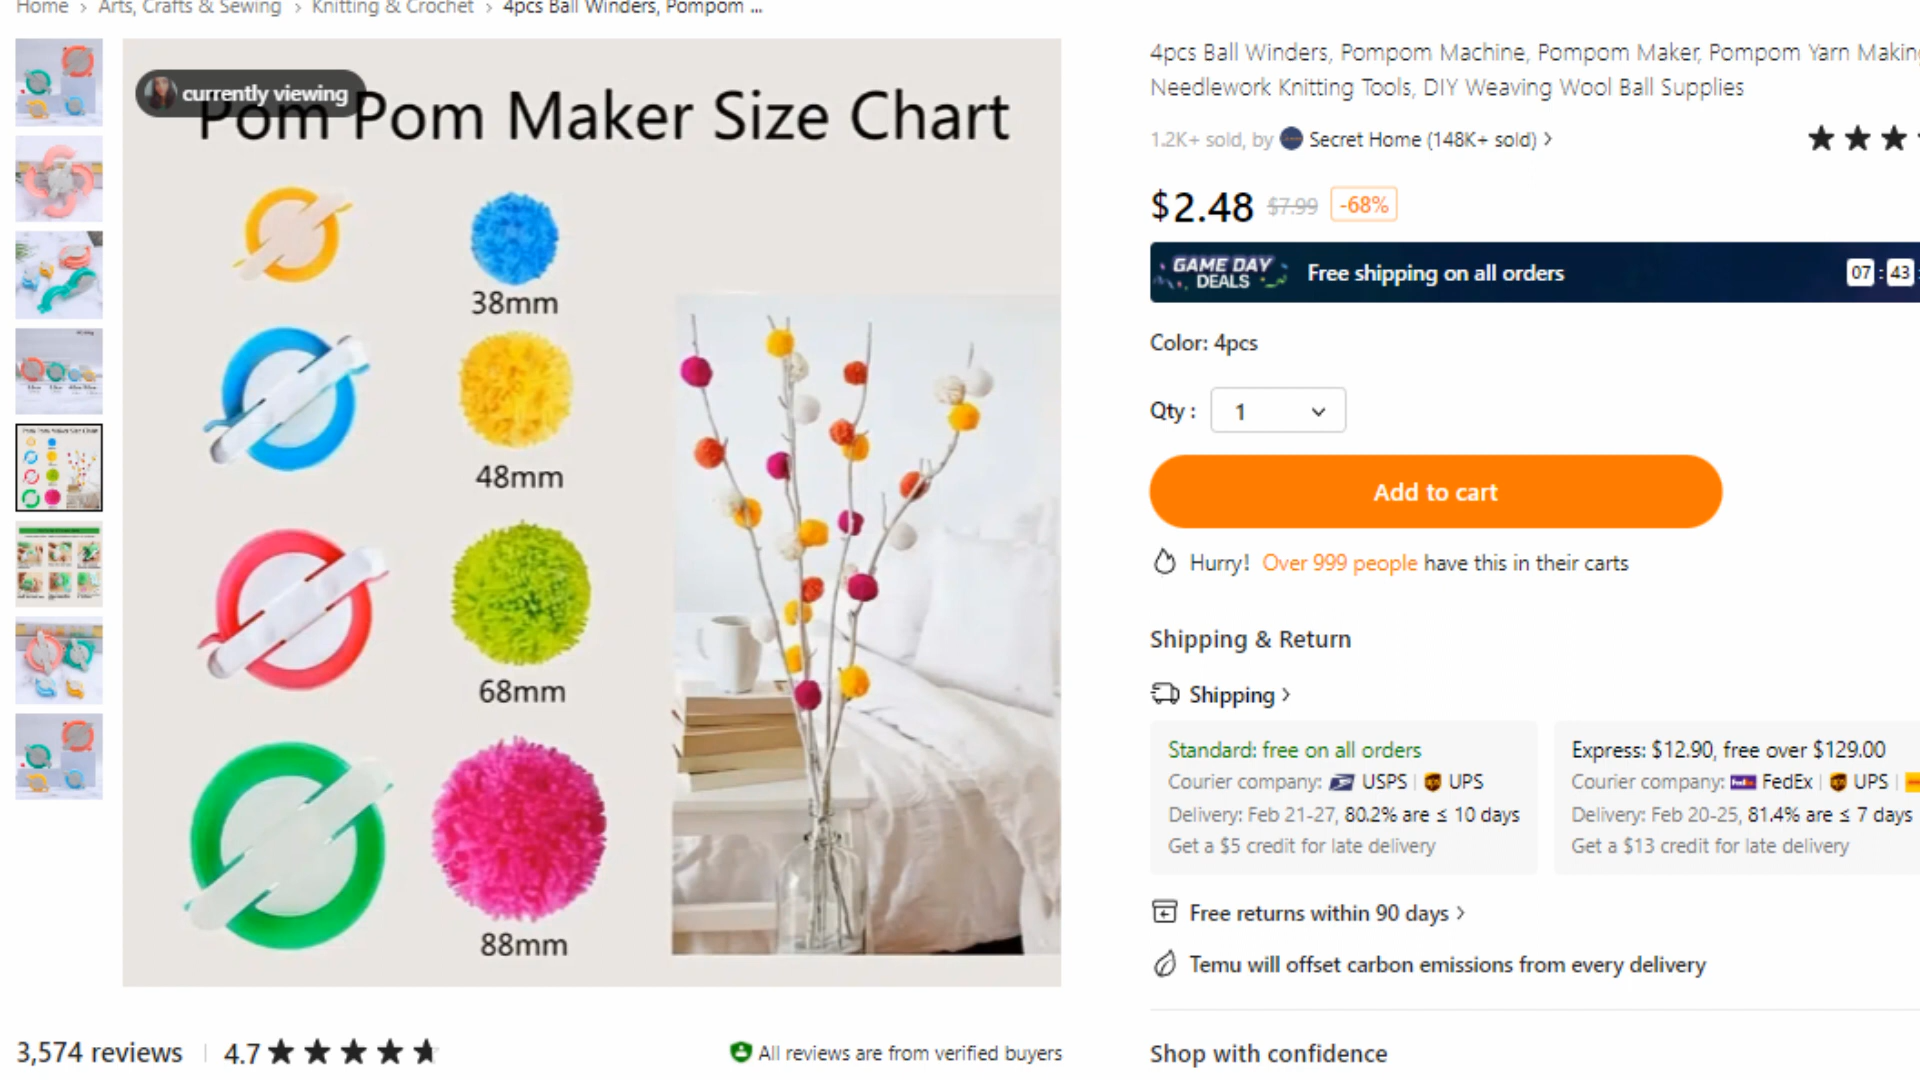 Home › Arts, Crafts & Sewing › Knitting & Crochet › 4pcs Ball Winders, Pompom ...
currently viewing
Pom Pom Maker Size Chart
38mm
48mm
68mm
88mm
3,574 reviews | 4.7
All reviews are from verified buyers
4pcs Ball Winders, Pompom Machine, Pompom Maker, Pompom Yarn Makin
Needlework Knitting Tools, DIY Weaving Wool Ball Supplies
1.2K+ sold, by Secret Home (148K+ sold) ›
$2.48 $7.99 -68%
GAME DAY
DEALS
Free shipping on all orders
07 : 43 :
Color: 4pcs
Qty : 1
Add to cart
Hurry! Over 999 people have this in their carts
Shipping & Return
Shipping ›
Standard: free on all orders
Courier company: USPS | UPS
Delivery: Feb 21-27, 80.2% are ≤ 10 days
Get a $5 credit for late delivery
Express: $12.90, free over $129.00
Courier company: FedEx | UPS |
Delivery: Feb 20-25, 81.4% are ≤ 7 days
Get a $13 credit for late delivery
Free returns within 90 days ›
Temu will offset carbon emissions from every delivery
Shop with confidence